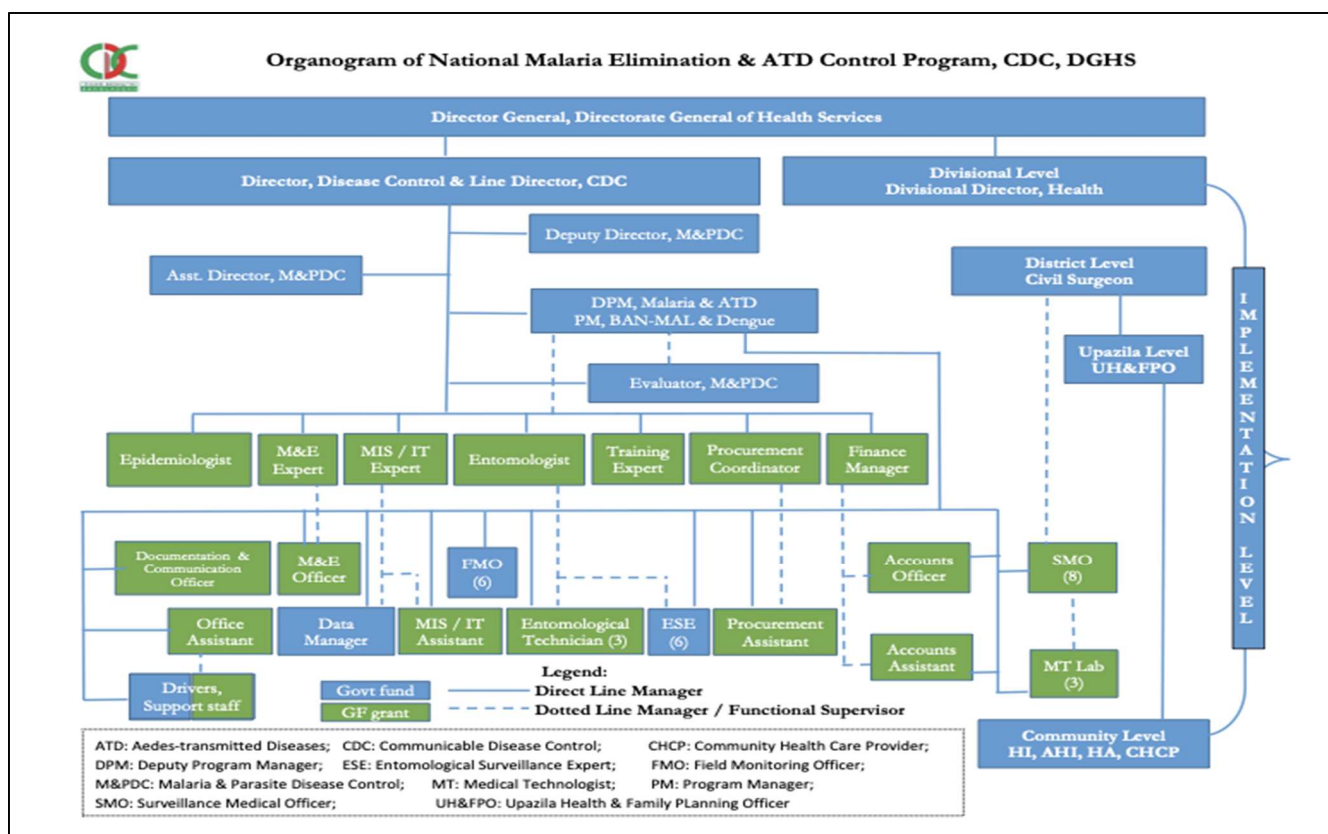 CDC
Organogram of National Malaria Elimination & ATD Control Program, CDC, DGHS
Director General, Directorate General of Health Services
Director, Disease Control & Line Director, CDC
Divisional Level
Divisional Director, Health
Deputy Director, M&PDC
Asst. Director, M&PDC
District Level
Civil Surgeon
DPM, Malaria & ATD
PM, BAN-MAL & Dengue
Upazila Level
UH&FPO
Evaluator, M&PDC
IMPLEMENTATION LEVEL
Epidemiologist
M&E
Expert
MIS / IT
Expert
Entomologist
Training
Expert
Procurement
Coordinator
Finance
Manager
Documentation &
Communication
Officer
M&E
Officer
FMO
(6)
Accounts
Officer
SMO
(8)
Office
Assistant
Data
Manager
MIS / IT
Assistant
Entomological
Technician (3)
ESE
(6)
Procurement
Assistant
Accounts
Assistant
MT Lab
(3)
Drivers,
Support staff
Legend:
Govt fund
Direct Line Manager
GF grant
Dotted Line Manager / Functional Supervisor
Community Level
HI, AHI, HA, CHCP
ATD: Aedes-transmitted Diseases; CDC: Communicable Disease Control; CHCP: Community Health Care Provider;
DPM: Deputy Program Manager; ESE: Entomological Surveillance Expert; FMO: Field Monitoring Officer;
M&PDC: Malaria & Parasite Disease Control; MT: Medical Technologist; PM: Program Manager;
SMO: Surveillance Medical Officer; UH&FPO: Upazila Health & Family PLanning Officer